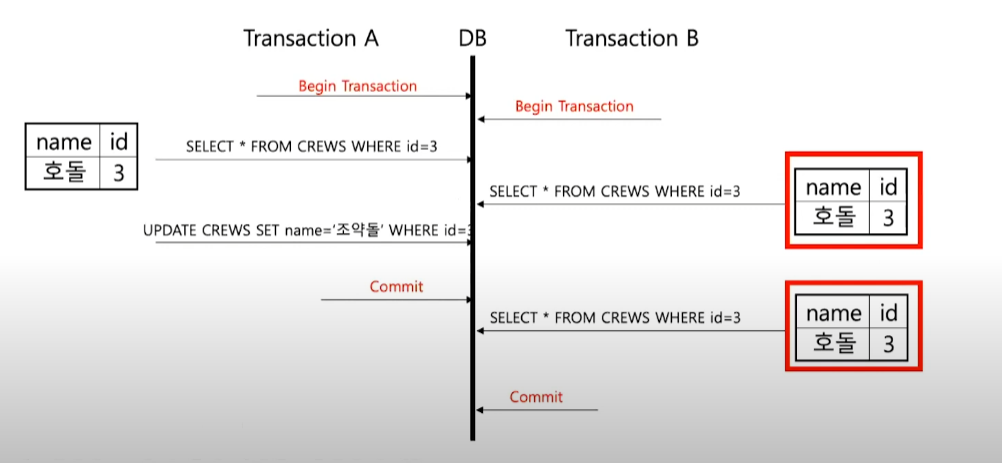 Transaction A DB Transaction B
Begin Transaction
Begin Transaction
name id
호돌 3
SELECT * FROM CREWS WHERE id=3
SELECT * FROM CREWS WHERE id=3
name id
호돌 3
UPDATE CREWS SET name='조약돌' WHERE id=3
Commit
SELECT * FROM CREWS WHERE id=3
name id
호돌 3
Commit